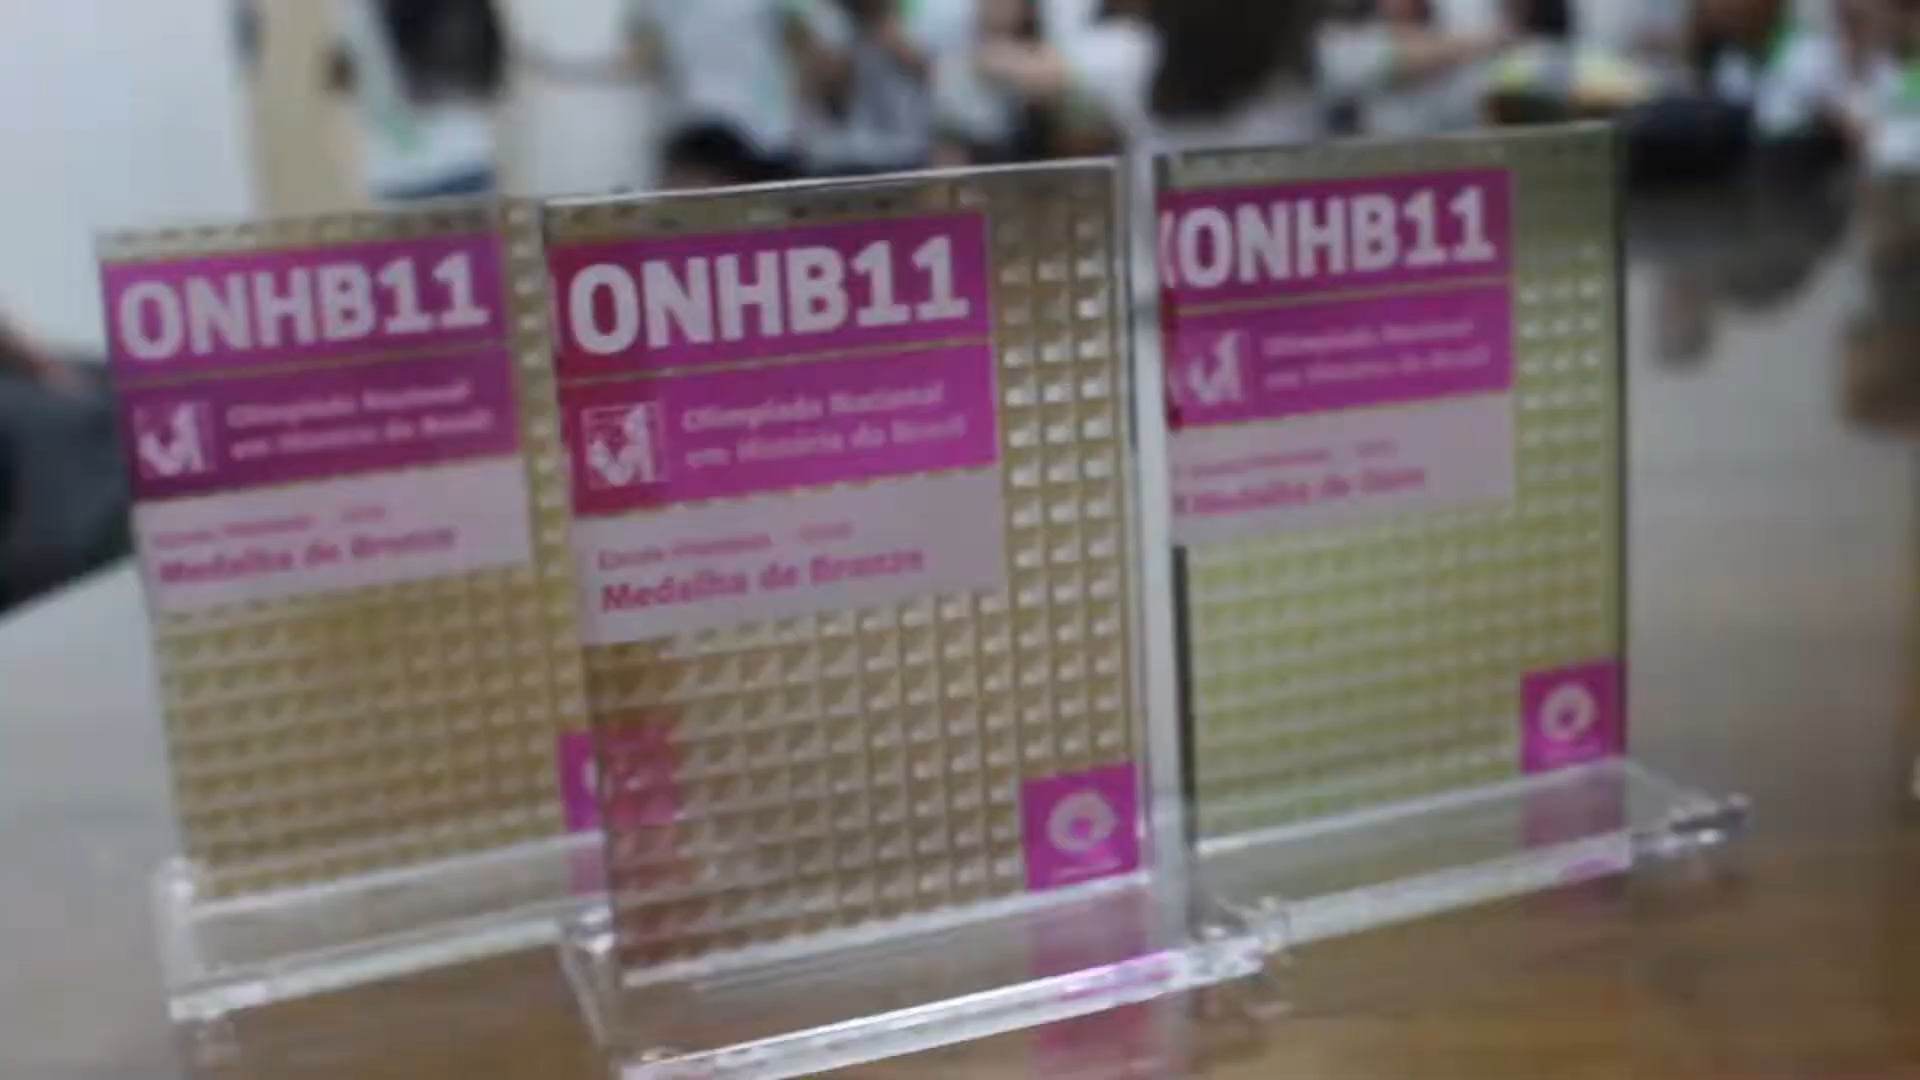 ONHB11
Olimpíada Nacional
em História do Brasil
Medalha de Bronze
ONHB11
Olimpíada Nacional
em História do Brasil
Medalha de Bronze
ONHB11
Olimpíada Nacional
em História do Brasil
Medalha de Ouro